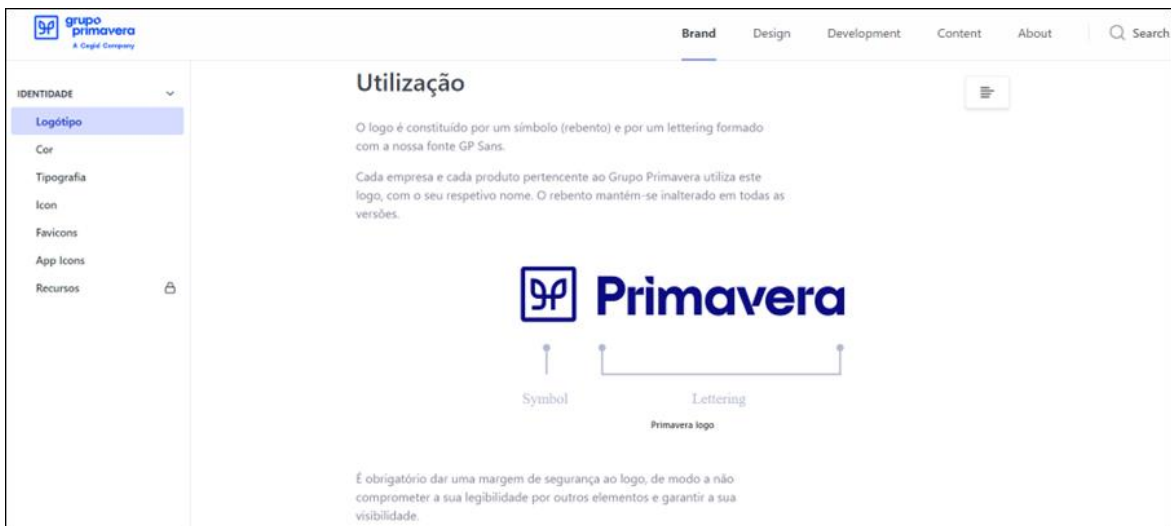 grupo
primavera
A Cegid Company
Brand
Design
Development
Content
About
Search
IDENTIDADE
Logótipo
Cor
Tipografia
Icon
Favicons
App Icons
Recursos
Utilização
O logo é constituído por um símbolo (rebento) e por um lettering formado
com a nossa fonte GP Sans.
Cada empresa e cada produto pertencente ao Grupo Primavera utiliza este
logo, com o seu respetivo nome. O rebento mantém-se inalterado em todas as
versões.
Primavera
Symbol
Lettering
Primavera logo
É obrigatório dar uma margem de segurança ao logo, de modo a não
comprometer a sua legibilidade por outros elementos e garantir a sua
visibilidade.